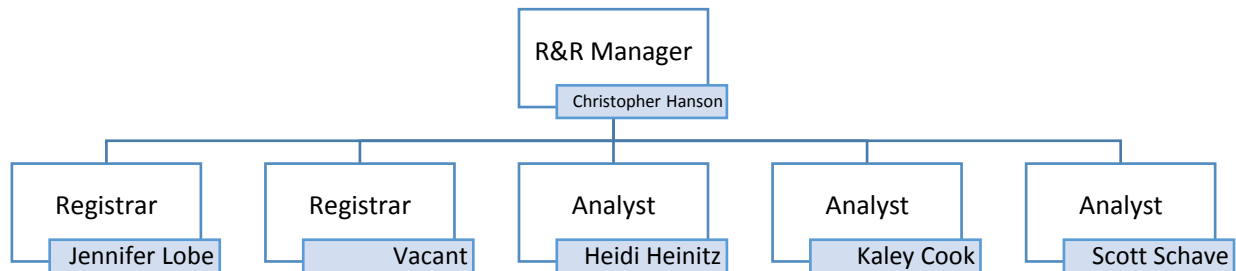 R&R Manager
Christopher Hanson
Registrar
Jennifer Lobe
Registrar
Vacant
Analyst
Heidi Heinitz
Analyst
Kaley Cook
Analyst
Scott Schave